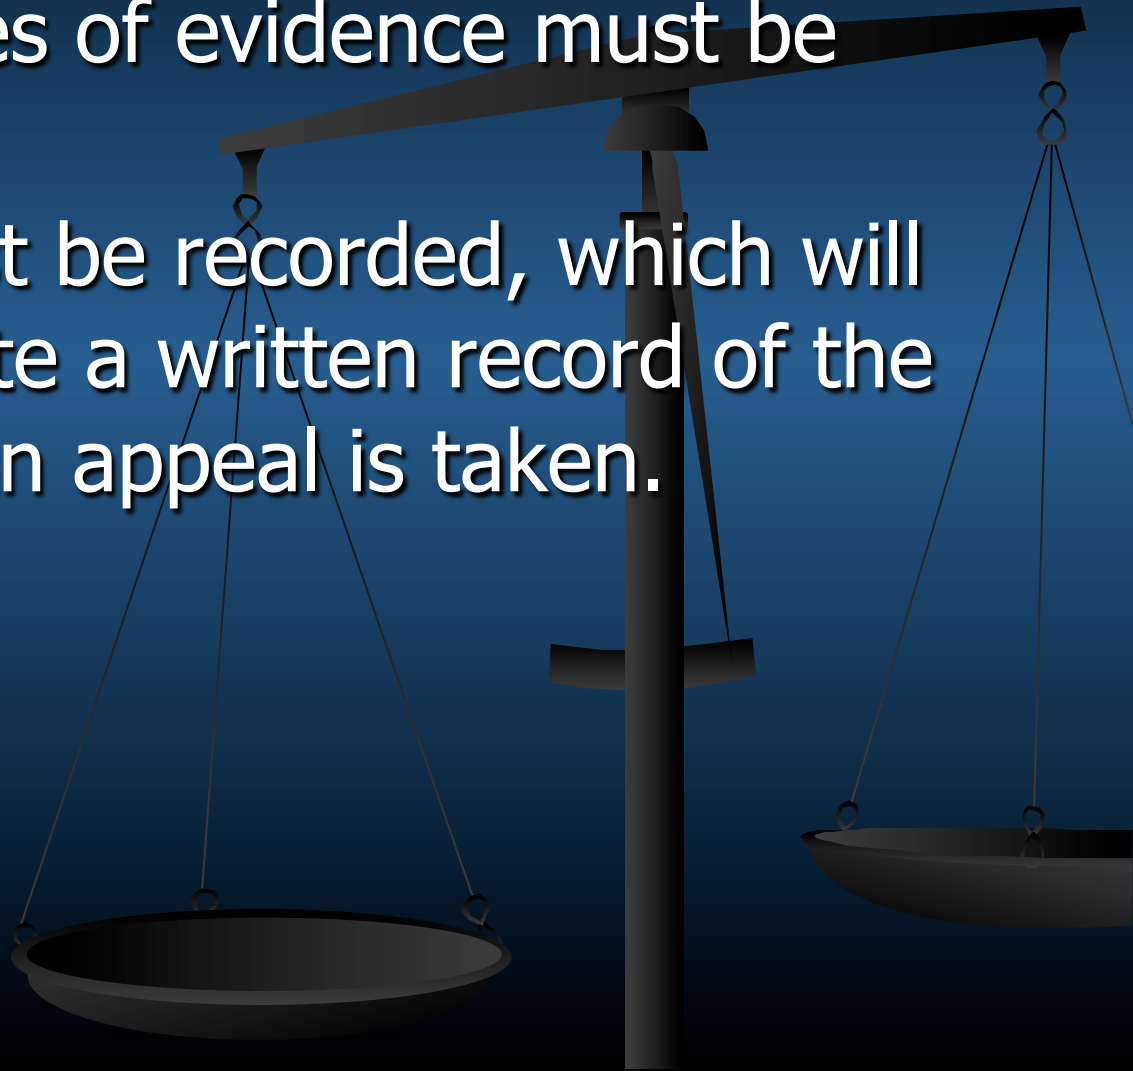 es of evidence must be
t be recorded, which will
te a written record of the
n appeal is taken.